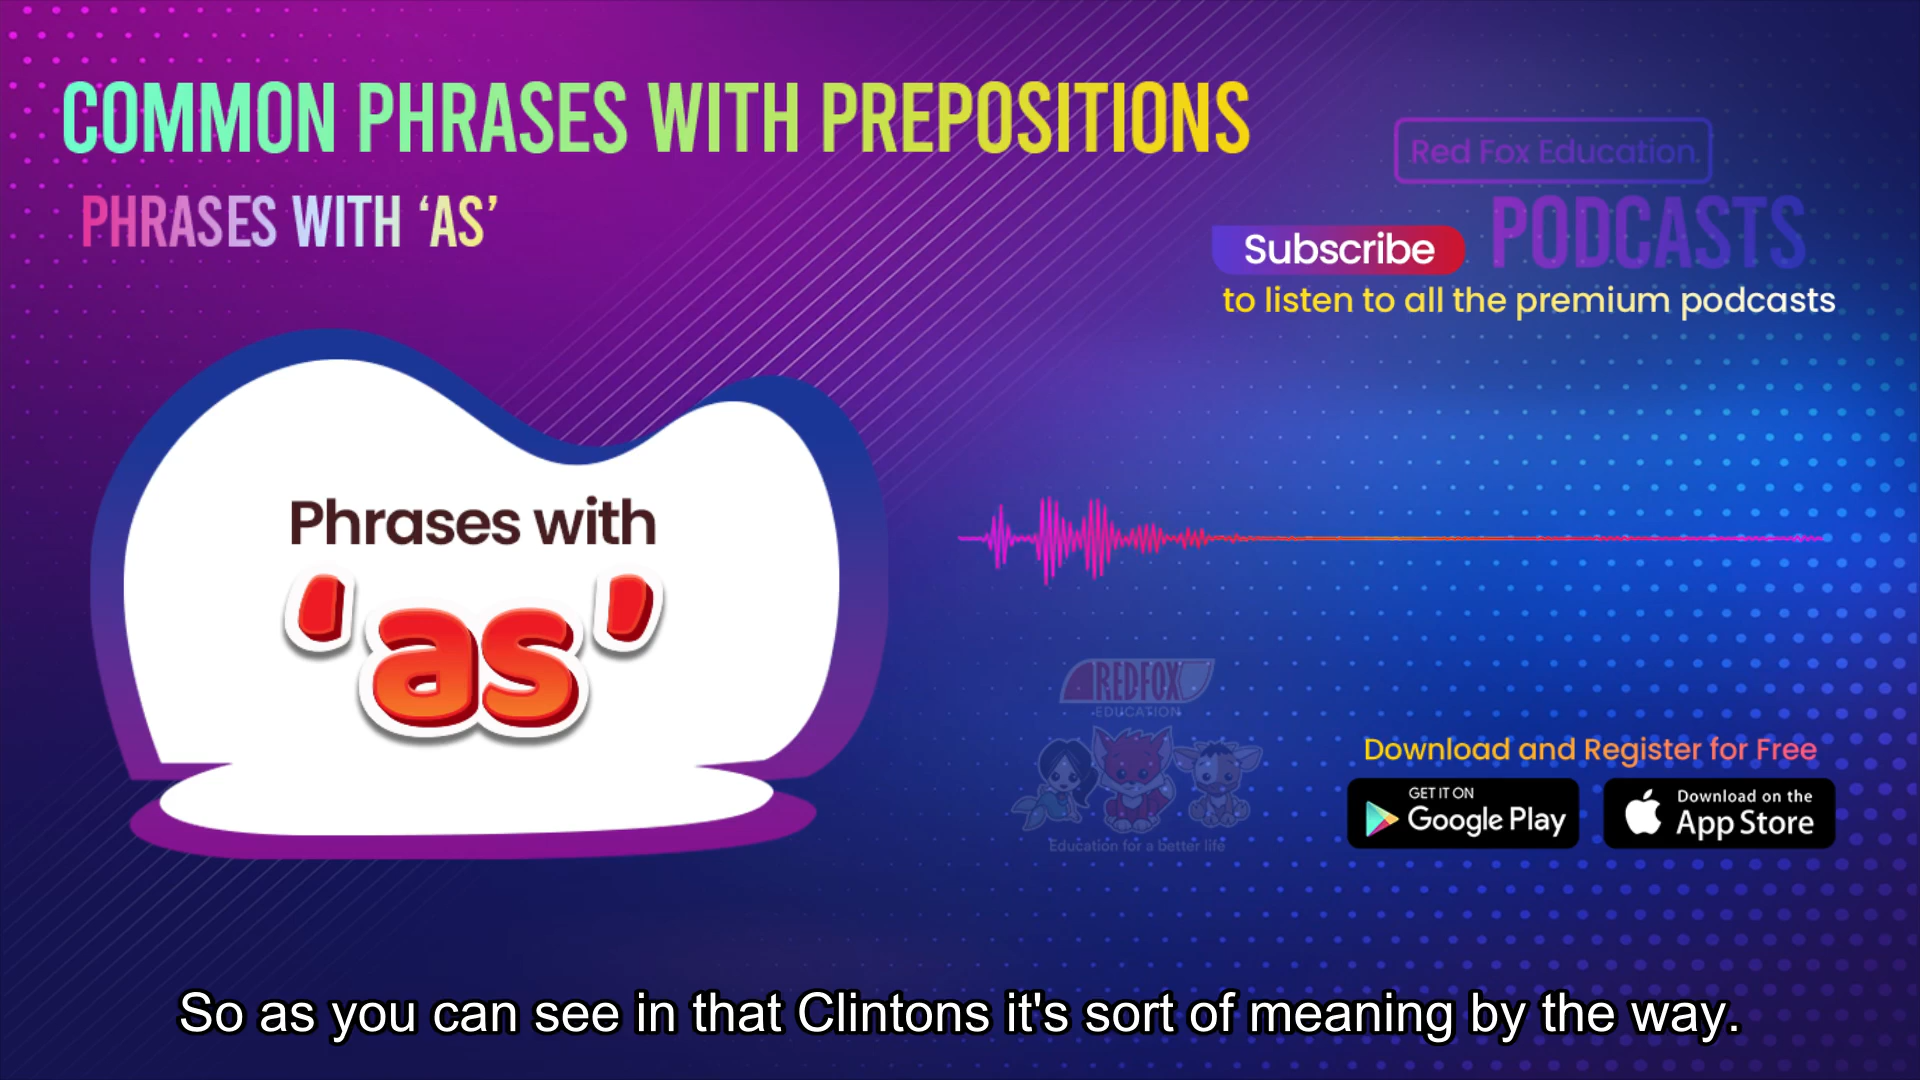 COMMON PHRASES WITH PREPOSITIONS
PHRASES WITH ‘AS’
Red Fox Education
PODCASTS
Subscribe
to listen to all the premium podcasts
Phrases with
'as'
REDFOX
EDUCATION
Education for a better life
Download and Register for Free
GET IT ON
Google Play
Download on the
App Store
So as you can see in that Clintons it's sort of meaning by the way.